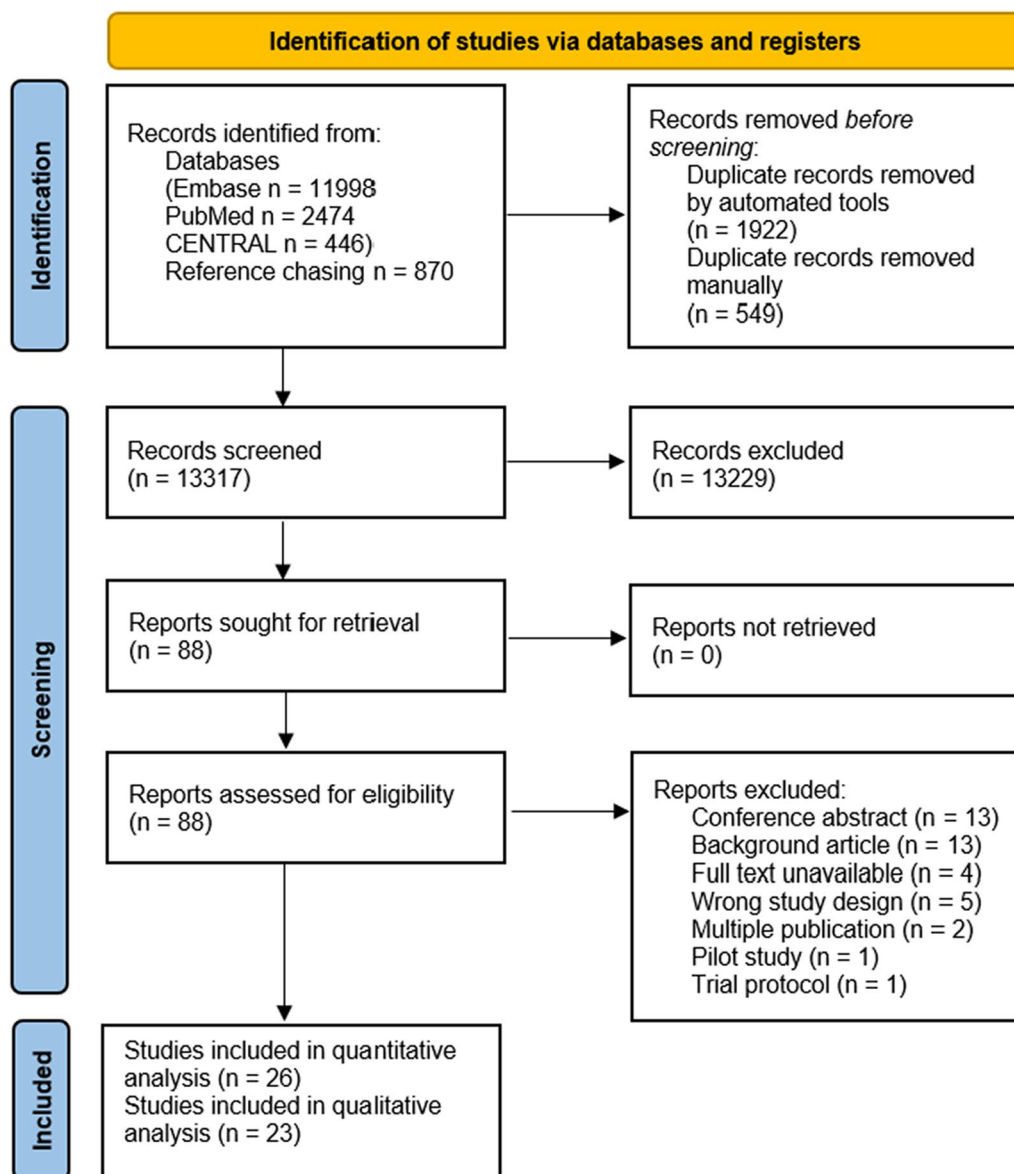 Identification of studies via databases and registers
Identification
Records identified from:
Databases
(Embase n = 11998
PubMed n = 2474
CENTRAL n = 446)
Reference chasing n = 870
Records removed before
screening:
Duplicate records removed
by automated tools
(n = 1922)
Duplicate records removed
manually
(n = 549)
Screening
Records screened
(n = 13317)
Records excluded
(n = 13229)
Reports sought for retrieval
(n = 88)
Reports not retrieved
(n = 0)
Reports assessed for eligibility
(n = 88)
Reports excluded:
Conference abstract (n = 13)
Background article (n = 13)
Full text unavailable (n = 4)
Wrong study design (n = 5)
Multiple publication (n = 2)
Pilot study (n = 1)
Trial protocol (n = 1)
Included
Studies included in quantitative
analysis (n = 26)
Studies included in qualitative
analysis (n = 23)